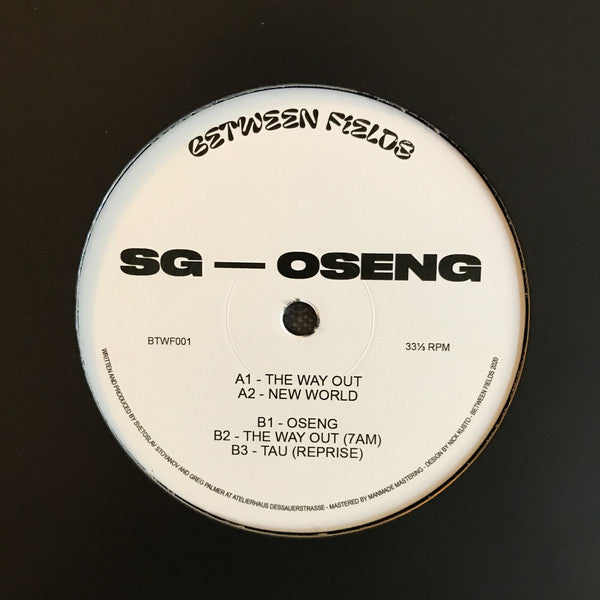 BETWEEN FIELDS
SG — OSENG
BTWF001
33⅓ RPM
A1 - THE WAY OUT
A2 - NEW WORLD
B1 - OSENG
B2 - THE WAY OUT (7AM)
B3 - TAU (REPRISE)
WRITTEN AND PRODUCED BY SVETOSLAV STOYANKOV AND GREG PALMER AT ATELIERHAUS DESSAUERSTRASSE - MASTERED BY MANMADE MASTERING - DESIGN BY NICK KUSTO - BETWEEN FIELDS 2020